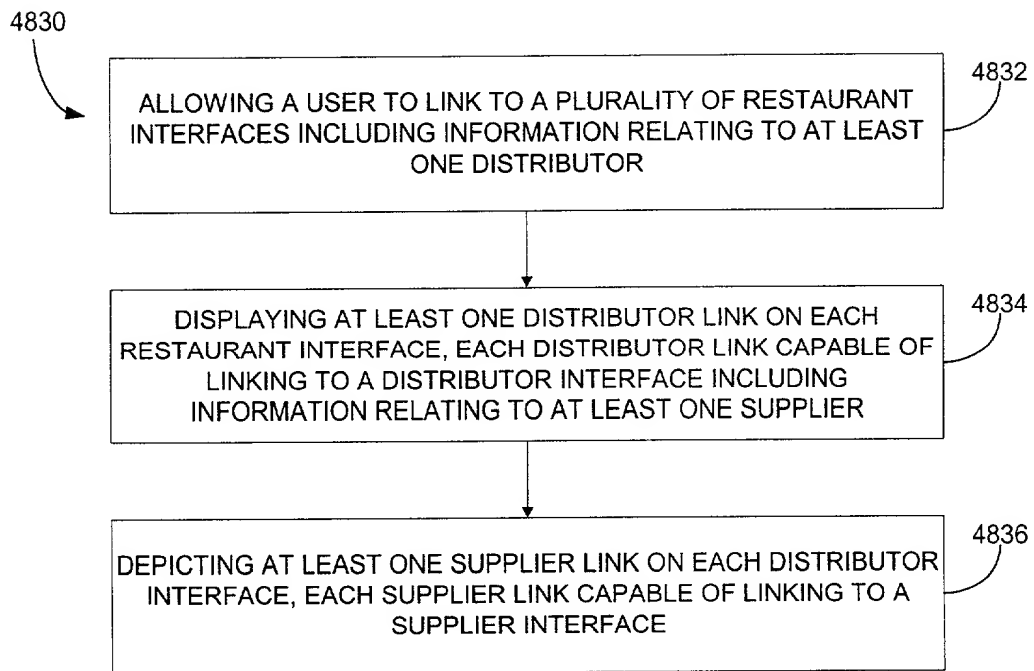 4830
4832
ALLOWING A USER TO LINK TO A PLURALITY OF RESTAURANT
INTERFACES INCLUDING INFORMATION RELATING TO AT LEAST
ONE DISTRIBUTOR
4834
DISPLAYING AT LEAST ONE DISTRIBUTOR LINK ON EACH
RESTAURANT INTERFACE, EACH DISTRIBUTOR LINK CAPABLE OF
LINKING TO A DISTRIBUTOR INTERFACE INCLUDING
INFORMATION RELATING TO AT LEAST ONE SUPPLIER
4836
DEPICTING AT LEAST ONE SUPPLIER LINK ON EACH DISTRIBUTOR
INTERFACE, EACH SUPPLIER LINK CAPABLE OF LINKING TO A
SUPPLIER INTERFACE